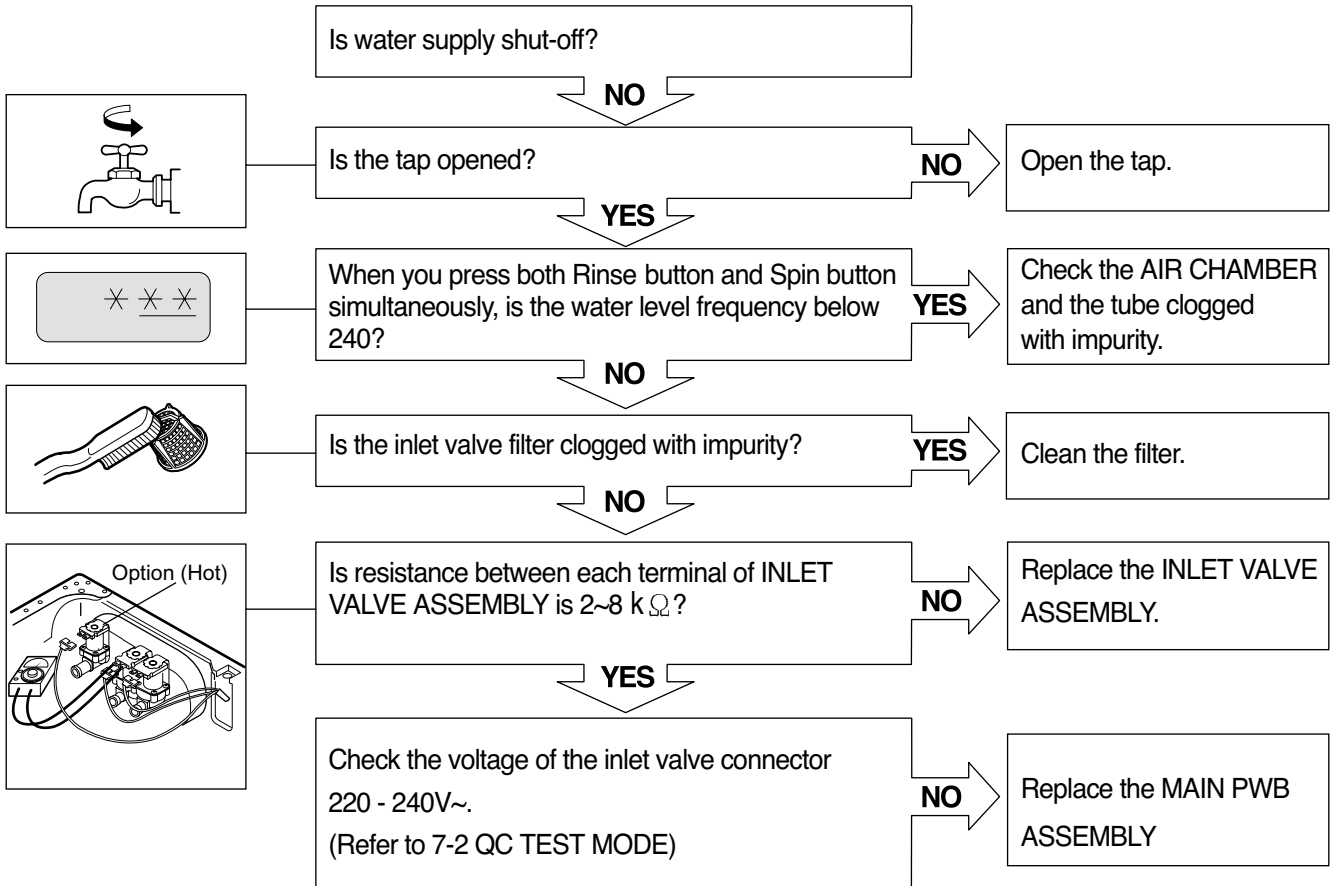 Is water supply shut-off?
NO
Is the tap opened?
NO
Open the tap.
YES
When you press both Rinse button and Spin button
simultaneously, is the water level frequency below
240?
YES
Check the AIR CHAMBER
and the tube clogged
with impurity.
NO
Is the inlet valve filter clogged with impurity?
YES
Clean the filter.
NO
Option (Hot)
Is resistance between each terminal of INLET
VALVE ASSEMBLY is 2~8 k Ω ?
NO
Replace the INLET VALVE
ASSEMBLY.
YES
Check the voltage of the inlet valve connector
220 - 240V~.
(Refer to 7-2 QC TEST MODE)
NO
Replace the MAIN PWB
ASSEMBLY